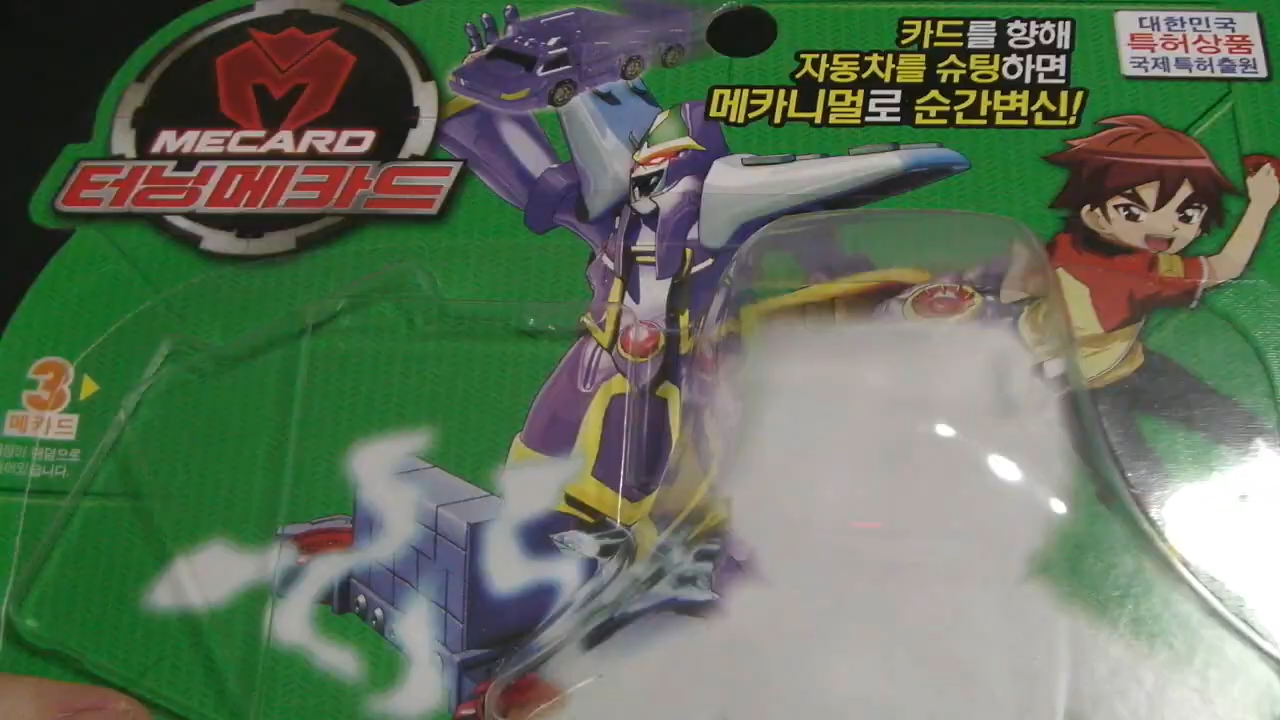 MECARD
터닝메카드
카드를 향해
자동차를 슈팅하면
메카니멀로 순간변신!
대한민국
특허상품
국제특허출원
3
메카드